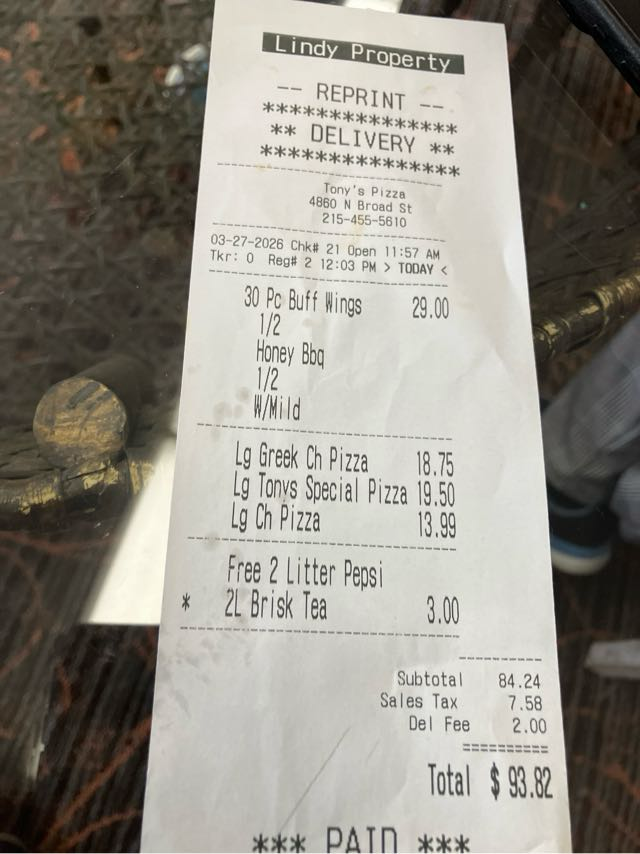 Lindy Property
-- REPRINT --
***************
** DELIVERY **
***************
Tony's Pizza
4860 N Broad St
215-455-5610
03-27-2026 Chk# 21 Open 11:57 AM
Tkr: 0 Reg# 2 12:03 PM > TODAY <
30 Pc Buff Wings 29.00
1/2
Honey Bbq
1/2
W/Mild
Lg Greek Ch Pizza 18.75
Lg Tonys Special Pizza 19.50
Lg Ch Pizza 13.99
Free 2 Litter Pepsi
* 2L Brisk Tea 3.00
Subtotal 84.24
Sales Tax 7.58
Del Fee 2.00
Total $ 93.82
*** PAID ***